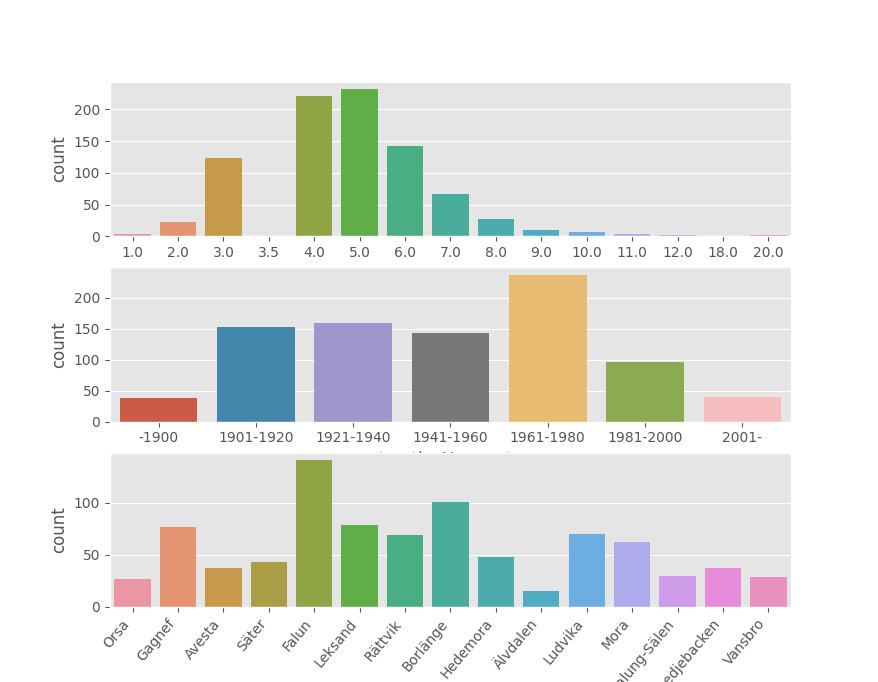 count
200
150
100
50
0
1.0 2.0 3.0 3.5 4.0 5.0 6.0 7.0 8.0 9.0 10.0 11.0 12.0 18.0 20.0
count
200
150
100
50
0
-1900 1901-1920 1921-1940 1941-1960 1961-1980 1981-2000 2001-
count
100
50
0
Orsa Gagnef Avesta Säter Falun Leksand Rättvik Borlänge Hedemora Älvdalen Ludvika Mora alung-Sälen edjebacken Vansbro